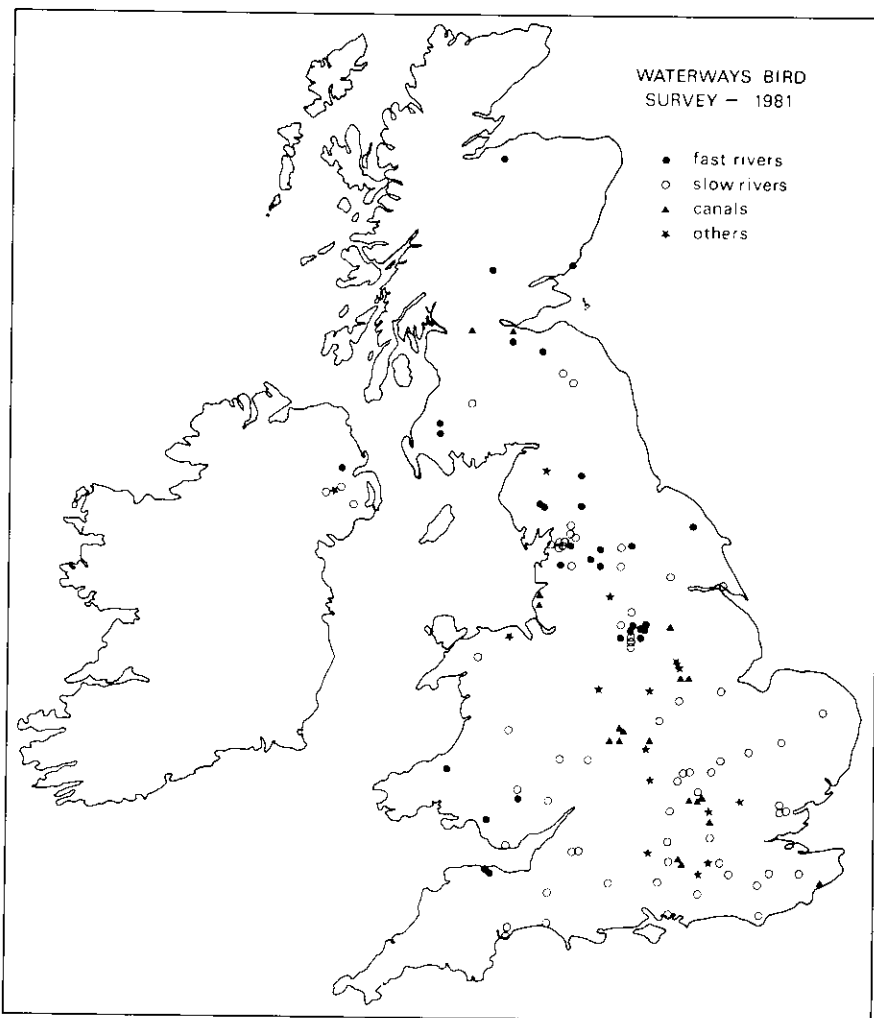 WATERWAYS BIRD
SURVEY – 1981
fast rivers
slow rivers
canals
others